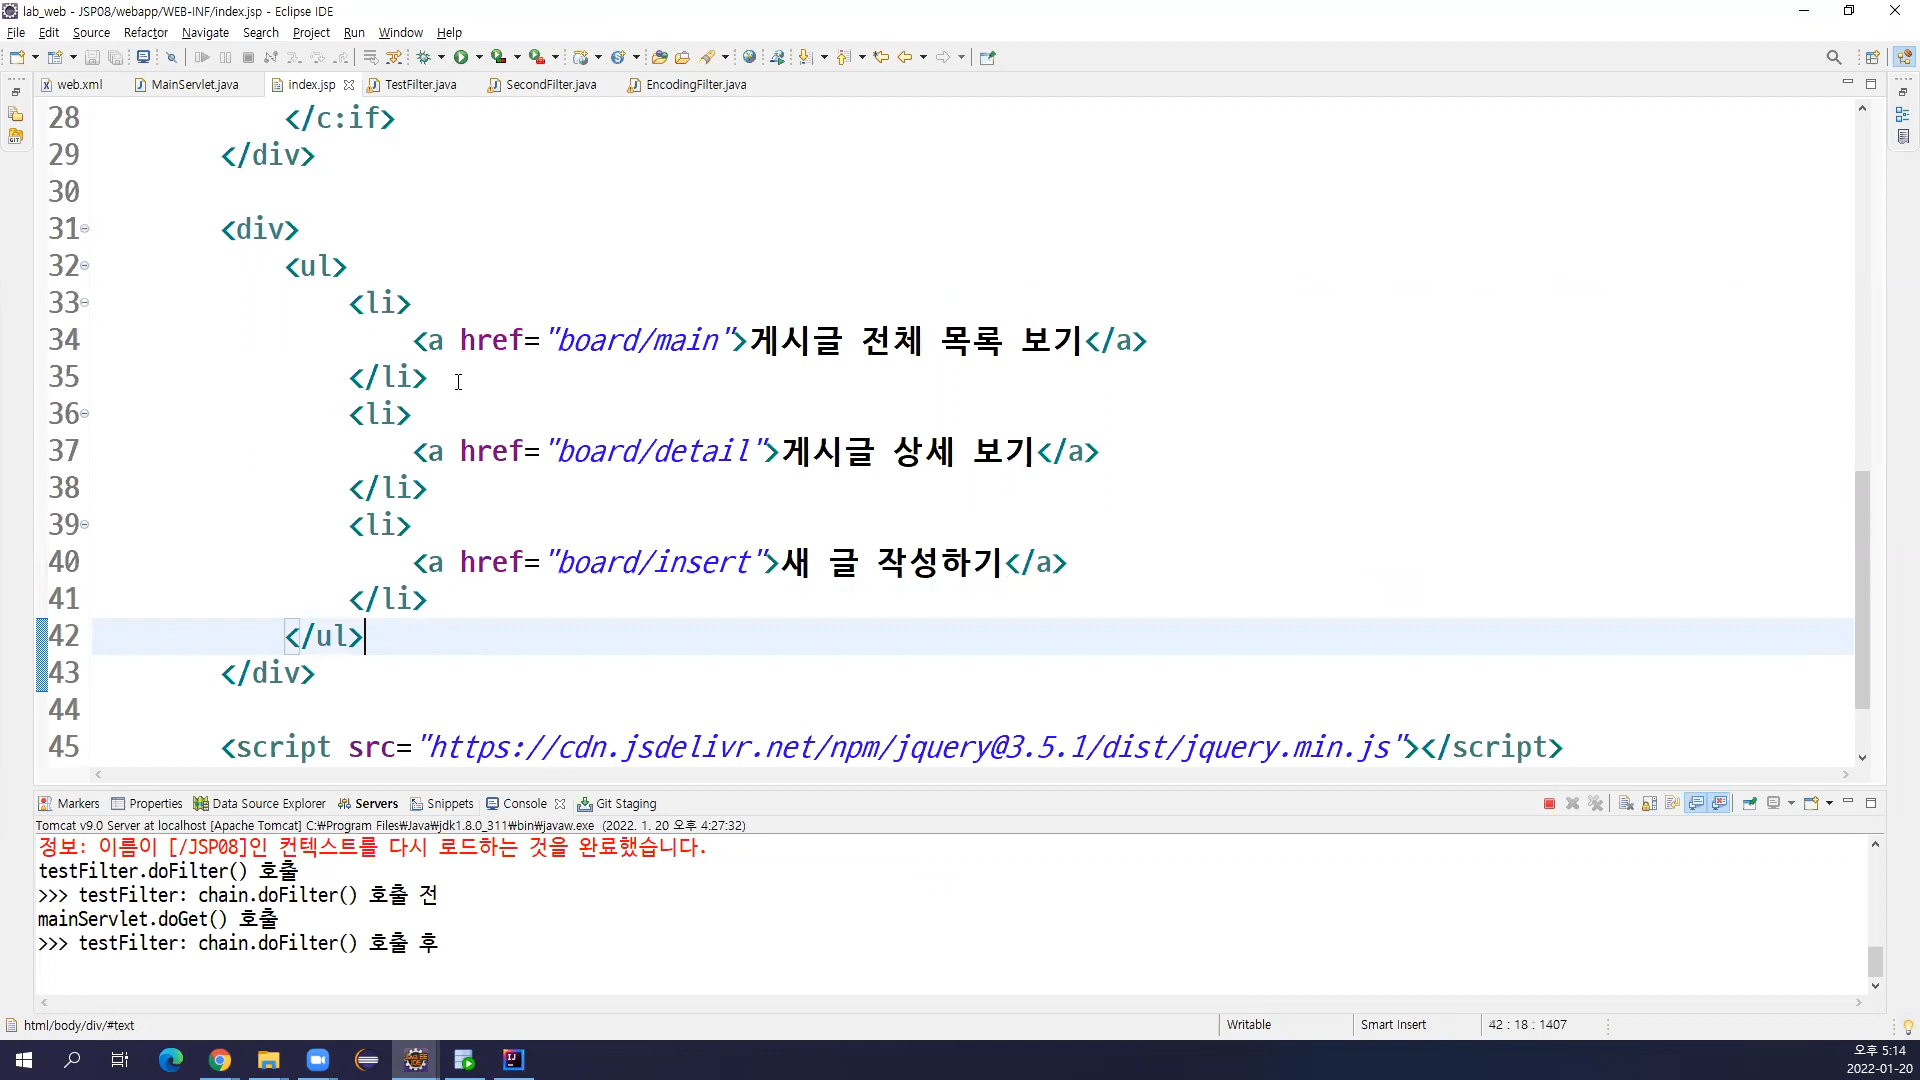 lab_web - JSP08/webapp/WEB-INF/index.jsp - Eclipse IDE
File Edit Source Refactor Navigate Search Project Run Window Help
web.xml MainServlet.java index.jsp TestFilter.java SecondFilter.java EncodingFilter.java
28 </c:if>
29 </div>
30
31 <div>
32 <ul>
33 <li>
34 <a href="board/main">게시글 전체 목록 보기</a>
35 </li>
36 <li>
37 <a href="board/detail">게시글 상세 보기</a>
38 </li>
39 <li>
40 <a href="board/insert">새 글 작성하기</a>
41 </li>
42 </ul>
43 </div>
44
45 <script src="https://cdn.jsdelivr.net/npm/jquery@3.5.1/dist/jquery.min.js"></script>
Markers Properties Data Source Explorer Servers Snippets Console Git Staging
Tomcat v9.0 Server at localhost [Apache Tomcat] C:₩Program Files₩Java₩jdk1.8.0_311₩bin₩javaw.exe (2022. 1. 20 오후 4:27:32)
정보: 이름이 [/JSP08]인 컨텍스트를 다시 로드하는 것을 완료했습니다.
testFilter.doFilter() 호출
>>> testFilter: chain.doFilter() 호출 전
mainServlet.doGet() 호출
>>> testFilter: chain.doFilter() 호출 후
html/body/div/#text Writable Smart Insert 42 : 18 : 1407
오후 5:14
2022-01-20